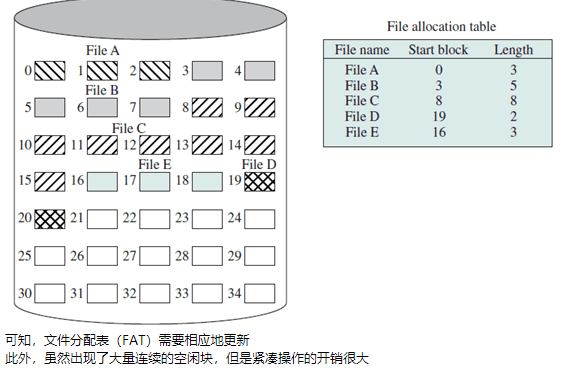 File allocation table
File name Start block Length
File A 0 3
File B 3 5
File C 8 8
File D 19 2
File E 16 3
File A
0 1 2 3 4
File B
5 6 7 8 9
File C
10 11 12 13 14
File E File D
15 16 17 18 19
20 21 22 23 24
25 26 27 28 29
30 31 32 33 34
可知，文件分配表（FAT）需要相应地更新
此外，虽然出现了大量连续的空闲块，但是紧凑操作的开销很大